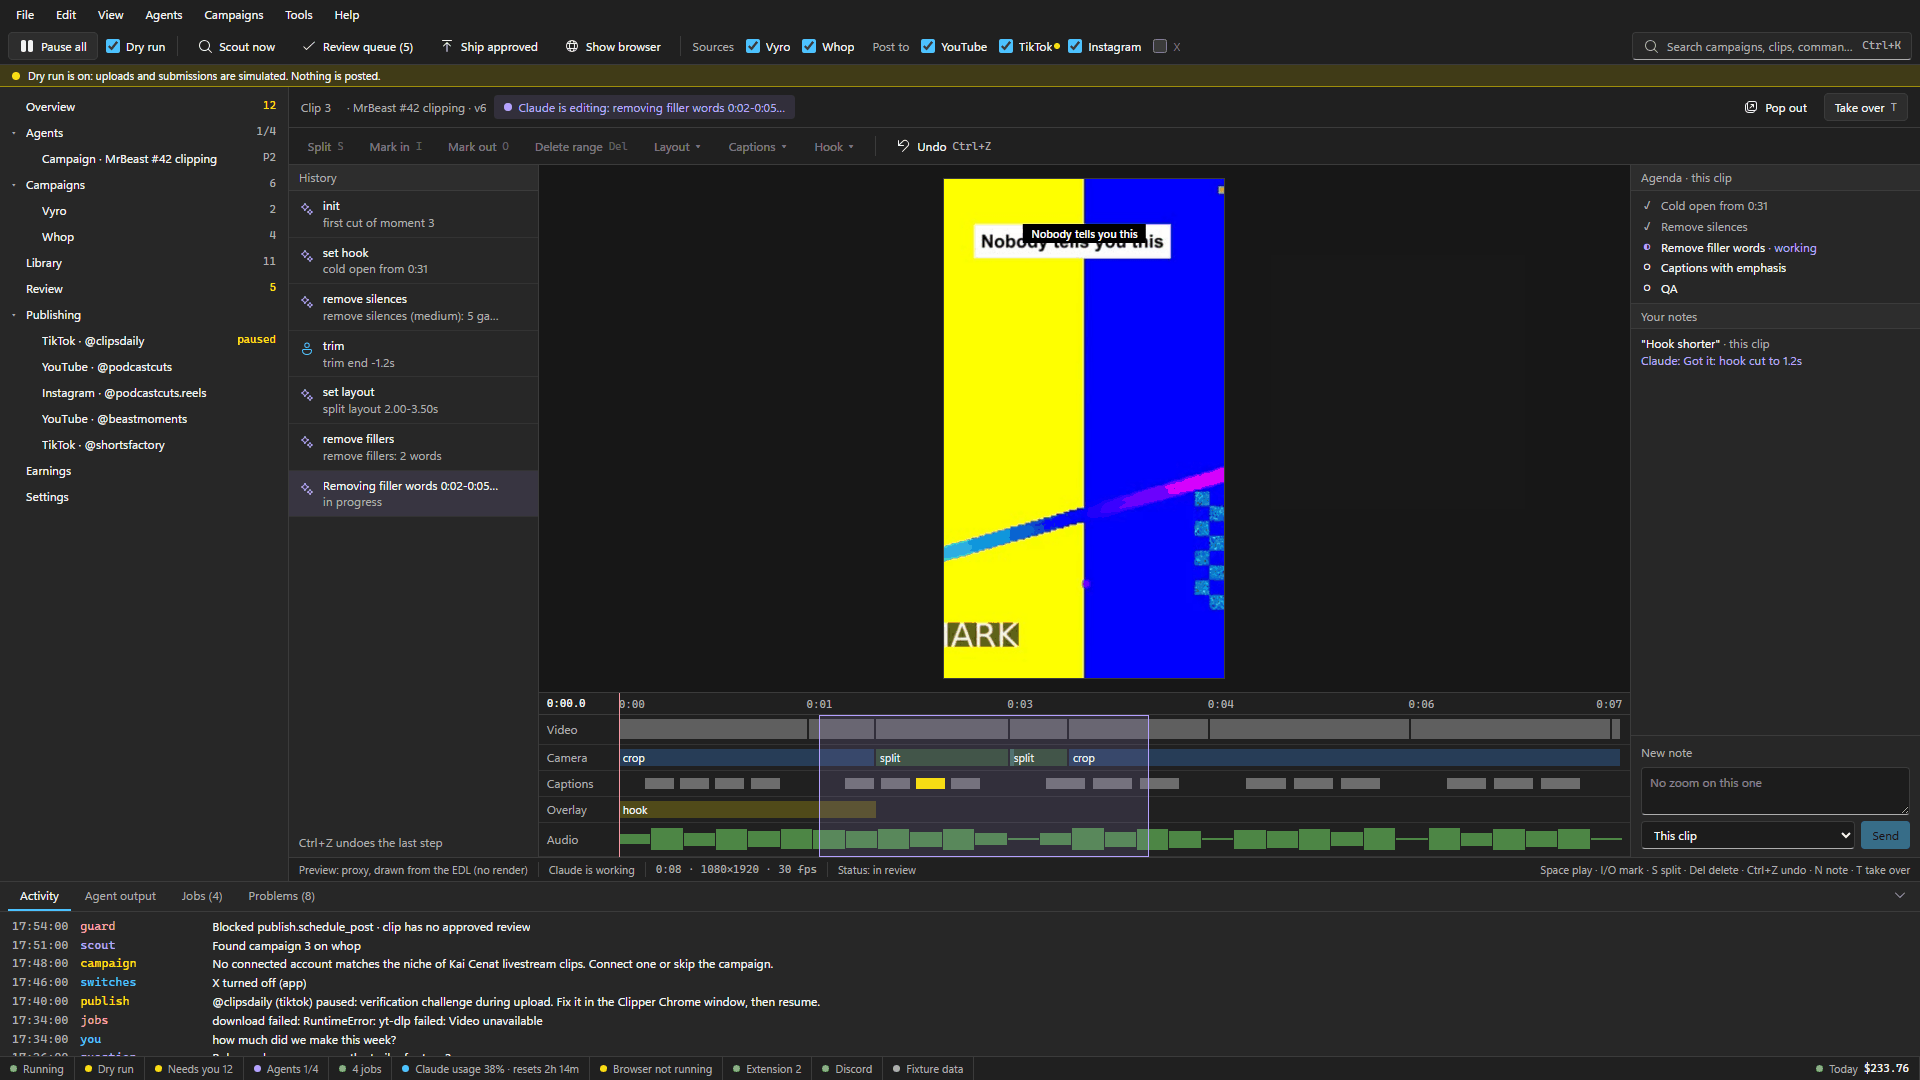 File Edit View Agents Campaigns Tools Help
Pause all Dry run Scout now Review queue (5) Ship approved Show browser Sources Vyro Whop Post to YouTube TikTok Instagram X Search campaigns, clips, comman... Ctrl+K
Dry run is on: uploads and submissions are simulated. Nothing is posted.
Overview 12
Agents 1/4
Campaign · MrBeast #42 clipping P2
Campaigns 6
Vyro 2
Whop 4
Library 11
Review 5
Publishing
TikTok · @clipsdaily paused
YouTube · @podcastcuts
Instagram · @podcastcuts.reels
YouTube · @beastmoments
TikTok · @shortsfactory
Earnings
Settings
Clip 3 · MrBeast #42 clipping · v6 Claude is editing: removing filler words 0:02-0:05... Pop out Take over T
Split S Mark in I Mark out O Delete range Del Layout Captions Hook Undo Ctrl+Z
History
init
first cut of moment 3
set hook
cold open from 0:31
remove silences
remove silences (medium): 5 ga...
trim
trim end -1.2s
set layout
split layout 2.00-3.50s
remove fillers
remove fillers: 2 words
Removing filler words 0:02-0:05...
in progress
Ctrl+Z undoes the last step
Nobody tells you this
Nobody tells you this
ARK
Agenda · this clip
Cold open from 0:31
Remove silences
Remove filler words · working
Captions with emphasis
QA
Your notes
"Hook shorter" · this clip
Claude: Got it: hook cut to 1.2s
New note
No zoom on this one
This clip Send
0:00.0 0:00 0:01 0:03 0:04 0:06 0:07
Video
Camera crop split split crop
Captions
Overlay hook
Audio
Preview: proxy, drawn from the EDL (no render) Claude is working 0:08 · 1080×1920 · 30 fps Status: in review Space play · I/O mark · S split · Del delete · Ctrl+Z undo · N note · T take over
Activity Agent output Jobs (4) Problems (8)
17:54:00 guard Blocked publish.schedule_post · clip has no approved review
17:51:00 scout Found campaign 3 on whop
17:48:00 campaign No connected account matches the niche of Kai Cenat livestream clips. Connect one or skip the campaign.
17:46:00 switches X turned off (app)
17:40:00 publish @clipsdaily (tiktok) paused: verification challenge during upload. Fix it in the Clipper Chrome window, then resume.
17:34:00 jobs download failed: RuntimeError: yt-dlp failed: Video unavailable
17:34:00 you how much did we make this week?
Running Dry run Needs you 12 Agents 1/4 4 jobs Claude usage 38% · resets 2h 14m Browser not running Extension 2 Discord Fixture data Today $233.76